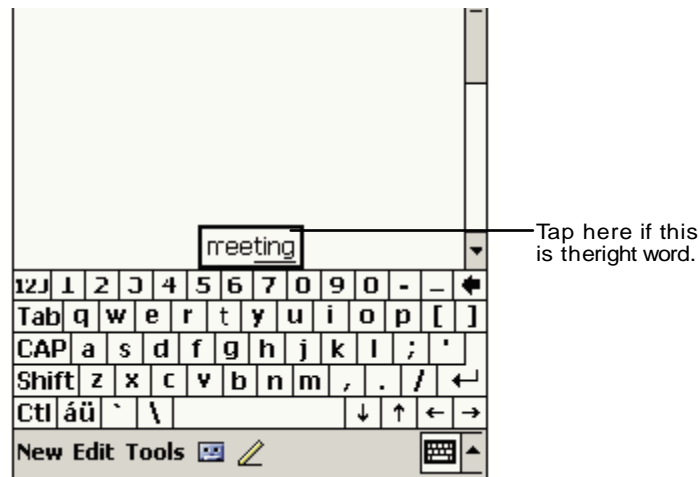 meeting
Tap here if this
is theright word.
123 1 2 3 4 5 6 7 8 9 0 - _ ←
Tab q w e r t y u i o p [ ]
CAP a s d f g h j k l ; '
Shift z x c v b n m , . / ↵
Ctl áü ` \ ↓ ↑ ← →
New Edit Tools